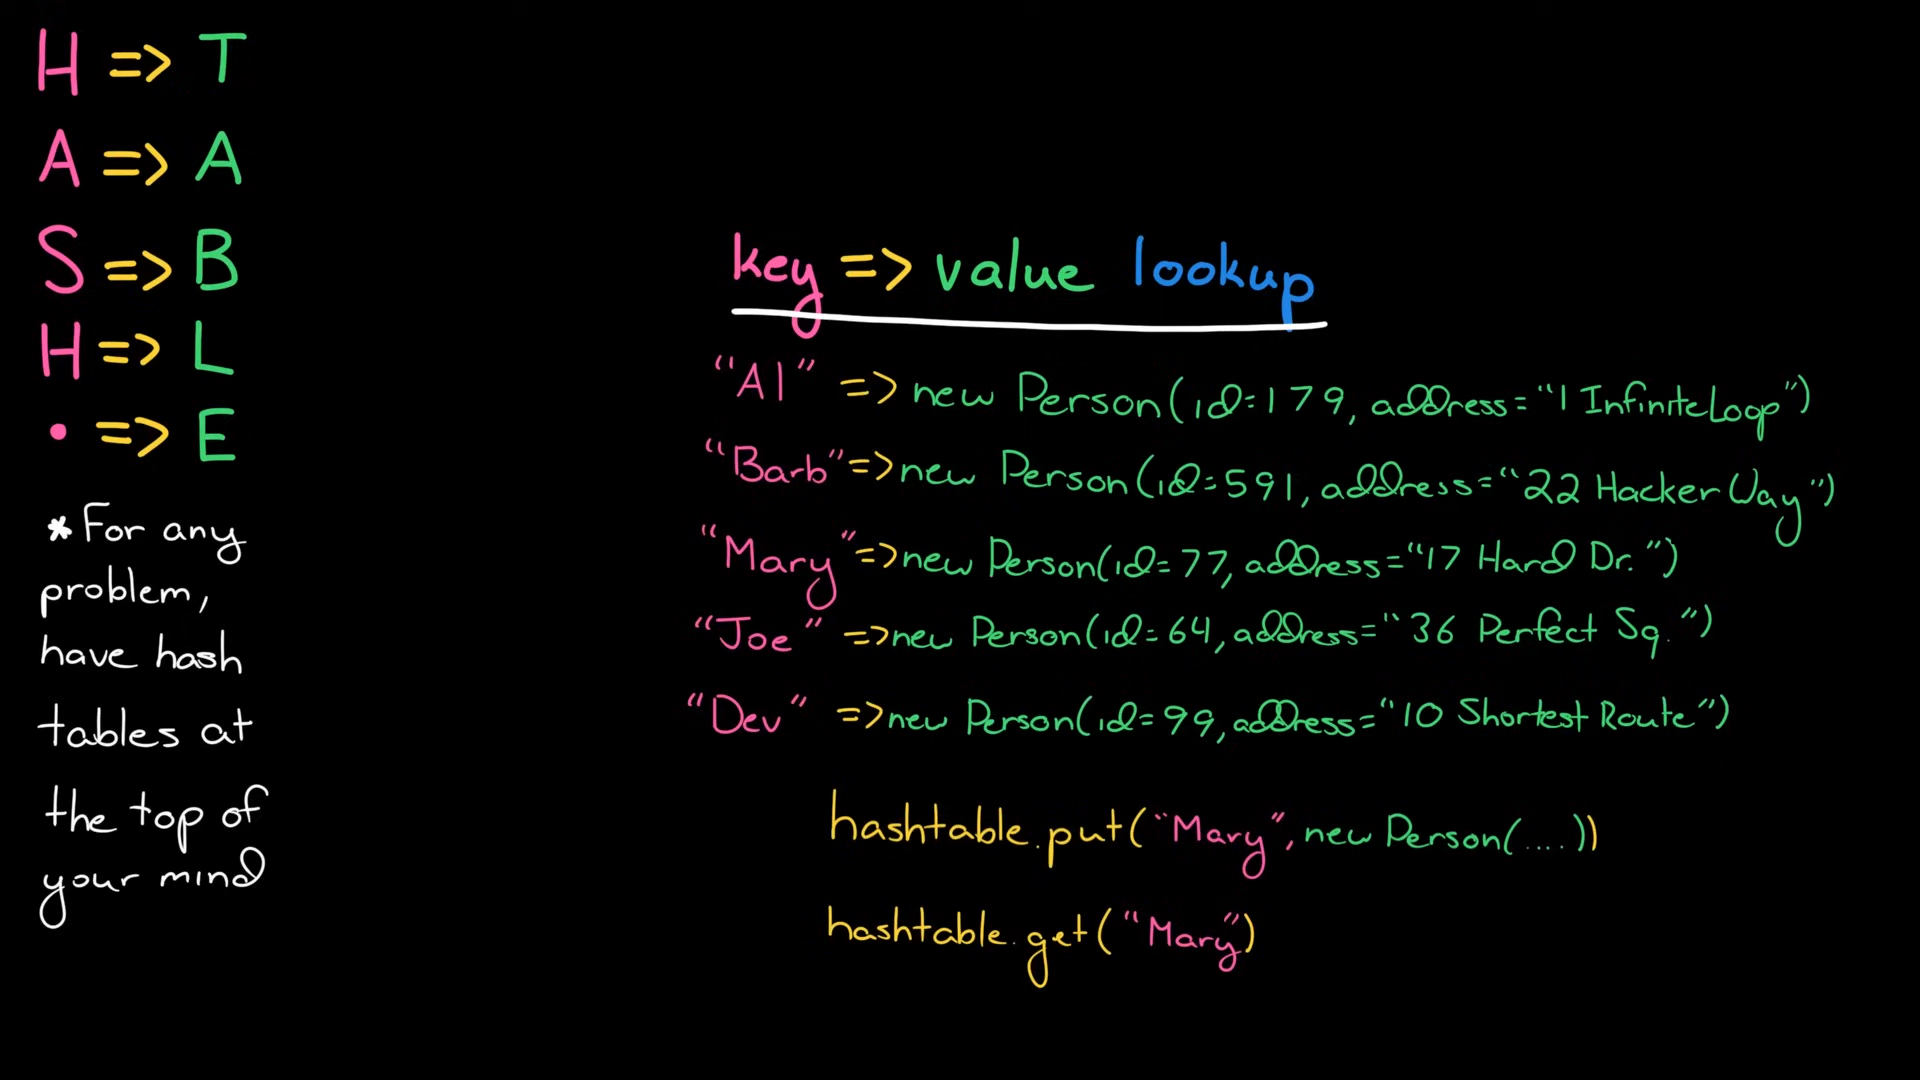 H => T
A => A
S => B
H => L
• => E
* For any
problem,
have hash
tables at
the top of
your mind
key => value lookup
"Al" => new Person(id=179, address="1 Infinite Loop")
"Barb" => new Person(id=591, address="22 Hacker Way")
"Mary" => new Person(id=77, address="17 Hard Dr.")
"Joe" => new Person(id=64, address="36 Perfect Sq.")
"Dev" => new Person(id=99, address="10 Shortest Route")
hashtable.put("Mary", new Person(....))
hashtable.get("Mary")